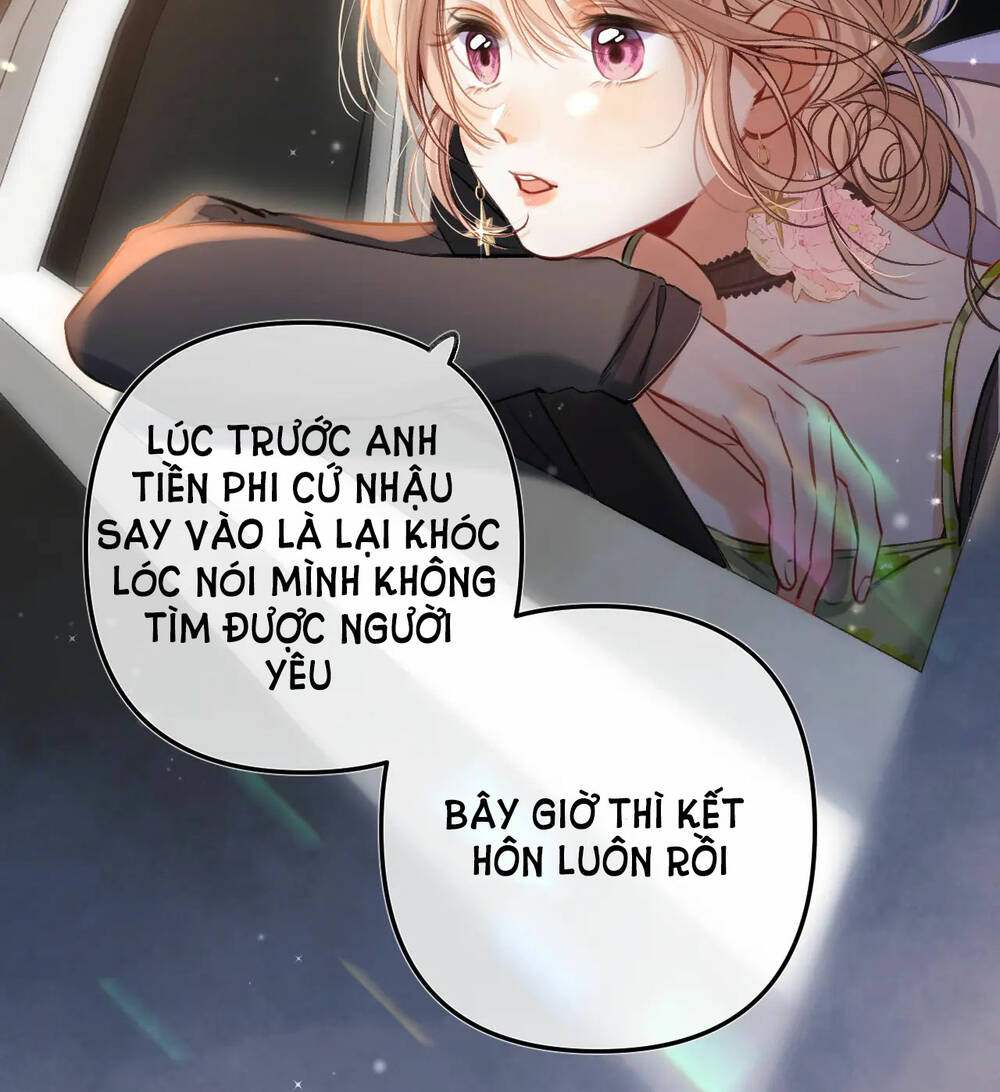 LÚC TRƯỚC ANH
TIỀN PHI CỨ NHẬU
SAY VÀO LÀ LẠI KHÓC
LÓC NÓI MÌNH KHÔNG
TÌM ĐƯỢC NGƯỜI
YÊU
BÂY GIỜ THÌ KẾT
HÔN LUÔN RỒI